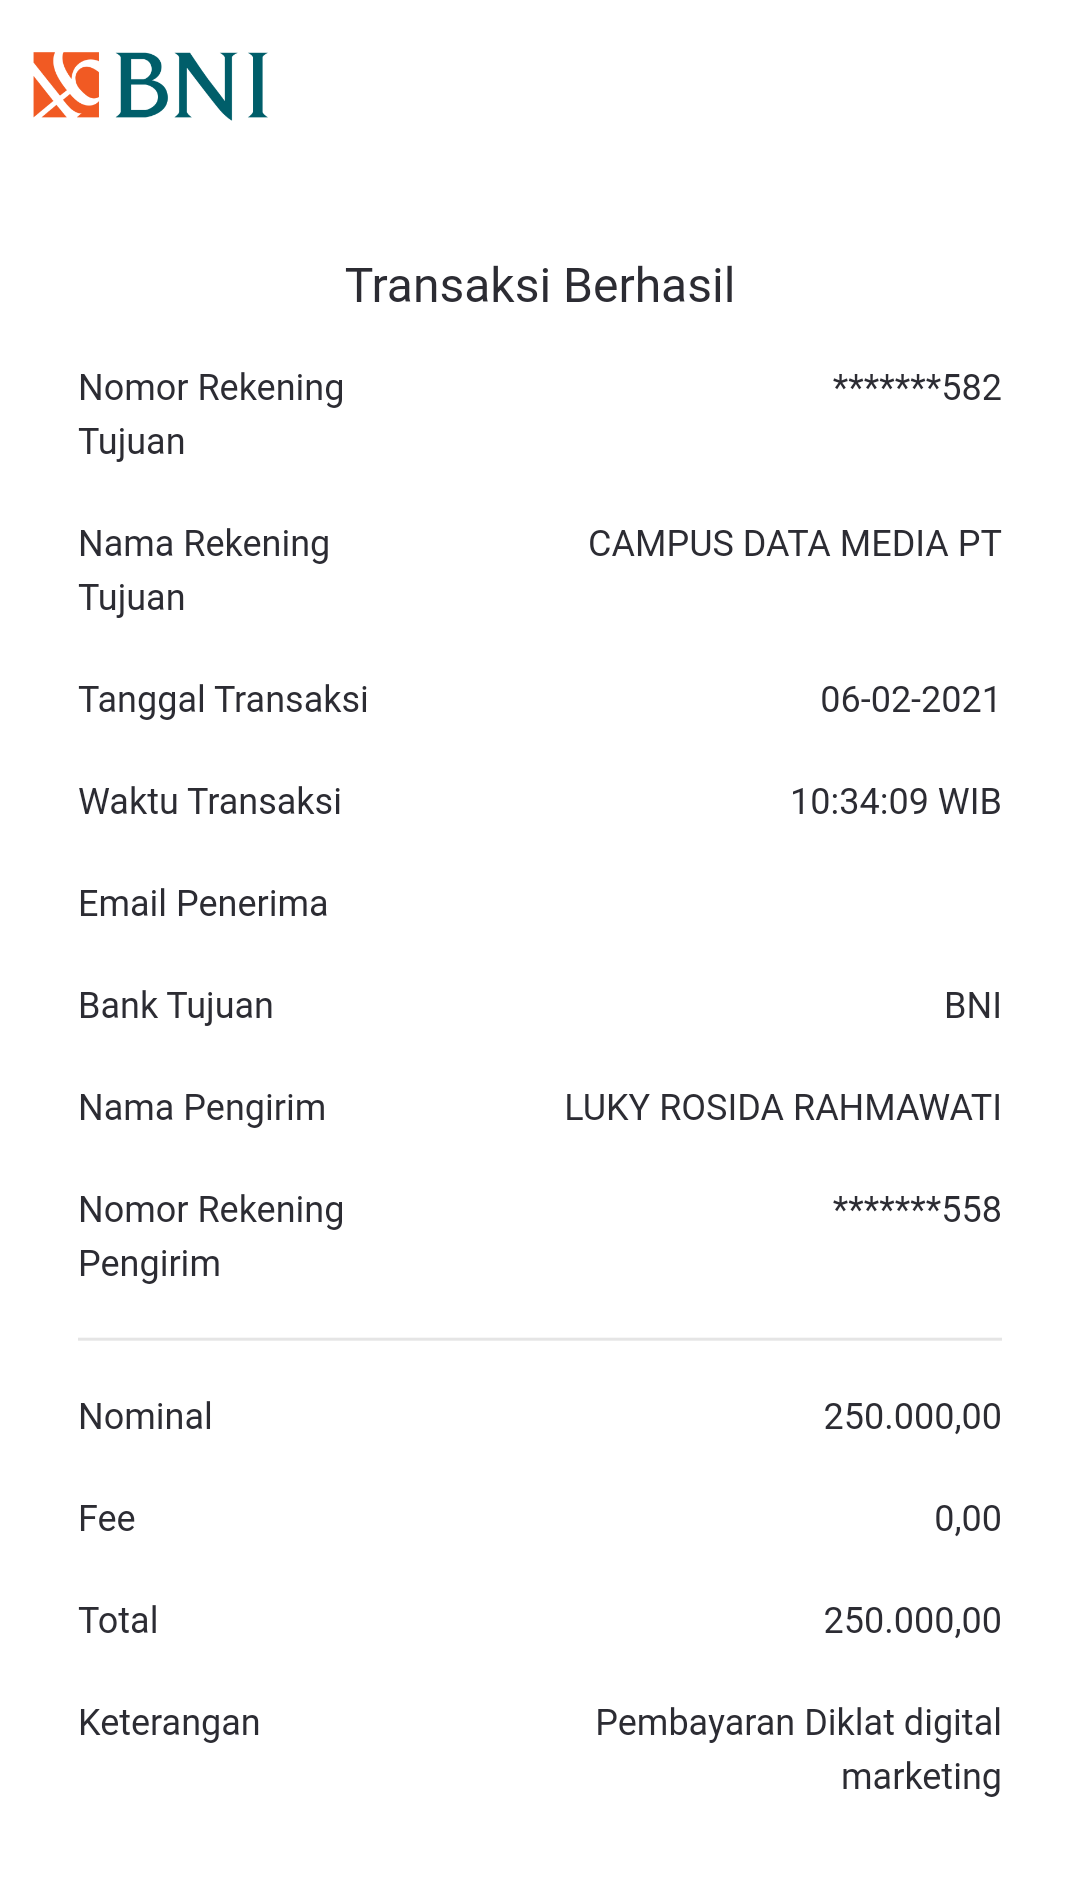 BNI
Transaksi Berhasil
Nomor Rekening Tujuan *******582
Nama Rekening Tujuan CAMPUS DATA MEDIA PT
Tanggal Transaksi 06-02-2021
Waktu Transaksi 10:34:09 WIB
Email Penerima
Bank Tujuan BNI
Nama Pengirim LUKY ROSIDA RAHMAWATI
Nomor Rekening Pengirim *******558
Nominal 250.000,00
Fee 0,00
Total 250.000,00
Keterangan Pembayaran Diklat digital
marketing